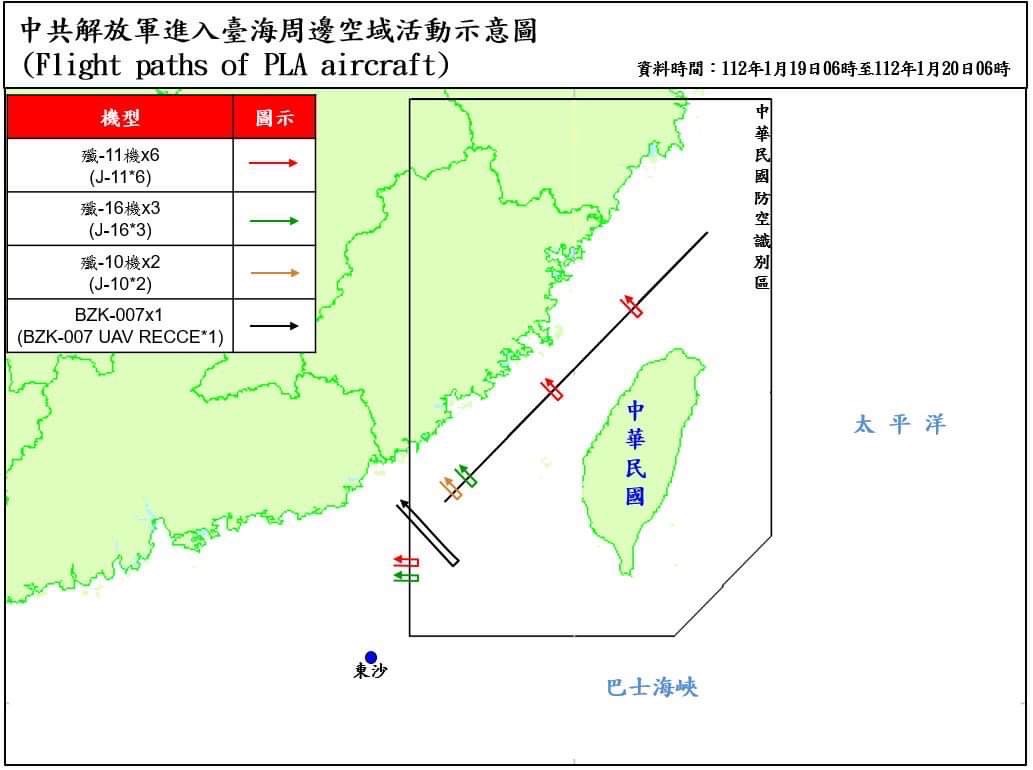 中共解放軍進入臺海周邊空域活動示意圖
(Flight paths of PLA aircraft)
資料時間：112年1月19日06時至112年1月20日06時
機型
圖示
殲-11機x6
(J-11*6)
殲-16機x3
(J-16*3)
殲-10機x2
(J-10*2)
BZK-007x1
(BZK-007 UAV RECCE*1)
中華民國防空識別區
中華民國
太平洋
東沙
巴士海峽